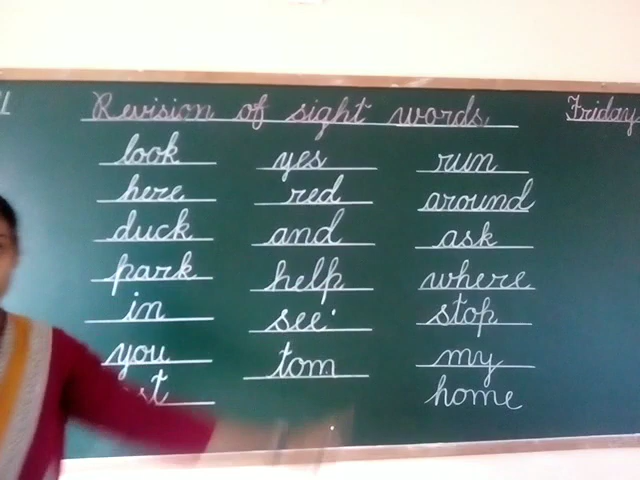 Revision of sight words. Friday
look yes run
here red around
duck and ask
park help where
in see stop
you tom my
home